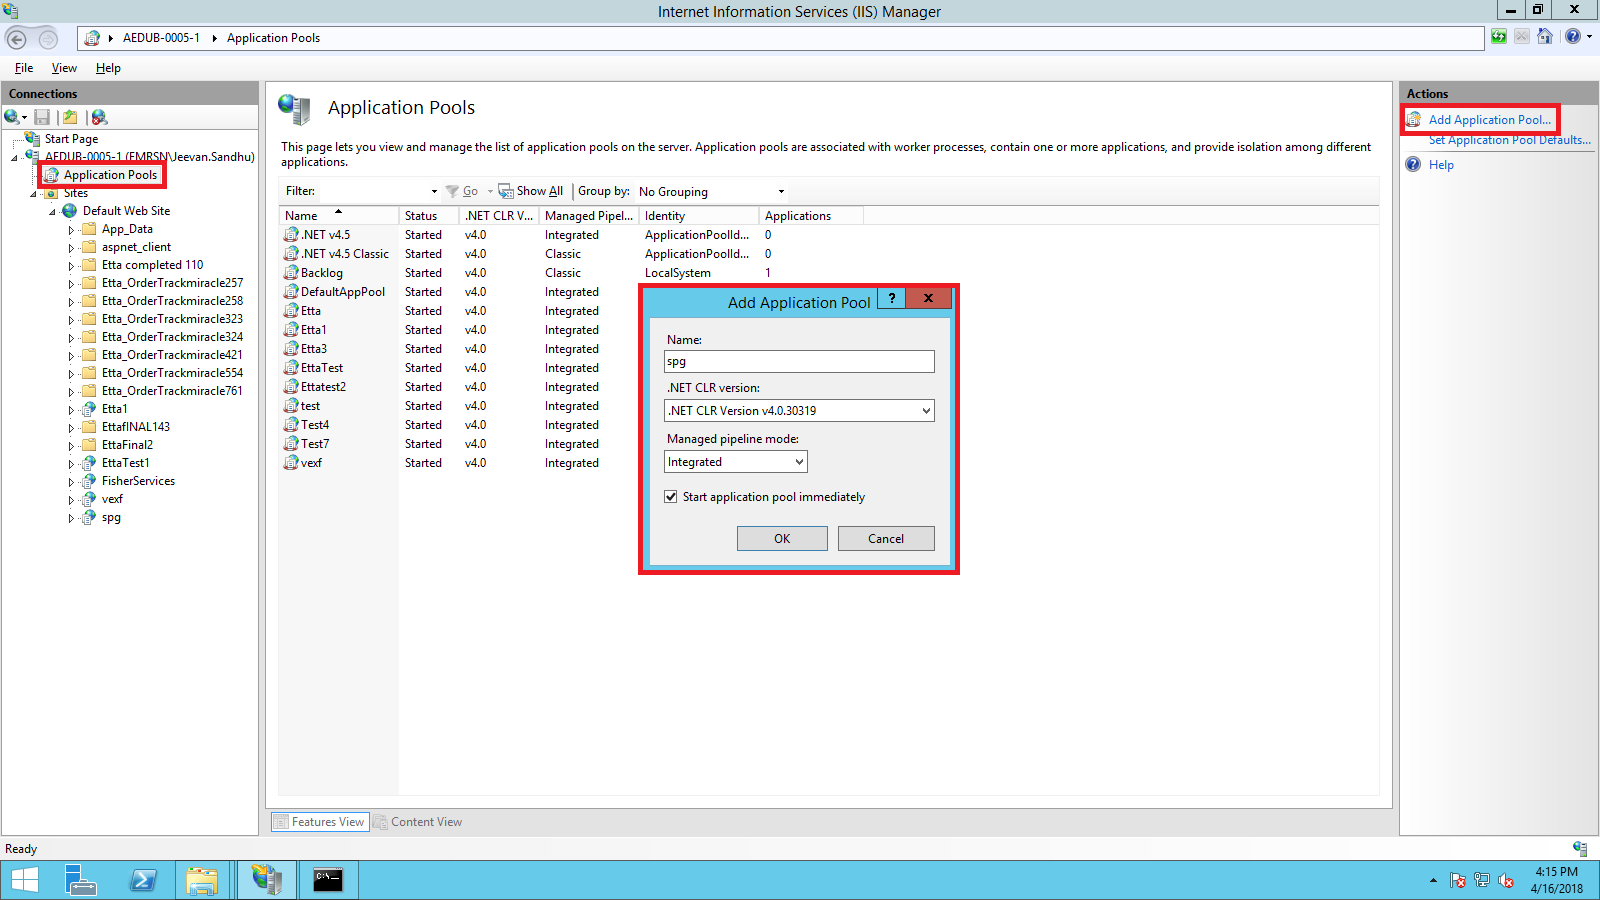 Internet Information Services (IIS) Manager
AEDUB-0005-1 Application Pools
File View Help
Connections
Start Page
AEDUB-0005-1 (EMRSN\Jeevan.Sandhu)
Application Pools
Sites
Default Web Site
App_Data
aspnet_client
Etta completed 110
Etta_OrderTrackmiracle257
Etta_OrderTrackmiracle258
Etta_OrderTrackmiracle323
Etta_OrderTrackmiracle324
Etta_OrderTrackmiracle421
Etta_OrderTrackmiracle554
Etta_OrderTrackmiracle761
Etta1
EttafINAL143
EttaFinal2
EttaTest1
FisherServices
vexf
spg
Application Pools
This page lets you view and manage the list of application pools on the server. Application pools are associated with worker processes, contain one or more applications, and provide isolation among different
applications.
Filter: Go Show All Group by: No Grouping
Name Status .NET CLR V... Managed Pipel... Identity Applications
.NET v4.5 Started v4.0 Integrated ApplicationPoolId... 0
.NET v4.5 Classic Started v4.0 Classic ApplicationPoolId... 0
Backlog Started v4.0 Classic LocalSystem 1
DefaultAppPool Started v4.0 Integrated
Etta Started v4.0 Integrated
Etta1 Started v4.0 Integrated
Etta3 Started v4.0 Integrated
EttaTest Started v4.0 Integrated
Ettatest2 Started v4.0 Integrated
test Started v4.0 Integrated
Test4 Started v4.0 Integrated
Test7 Started v4.0 Integrated
vexf Started v4.0 Integrated
Add Application Pool ? x
Name:
spg
.NET CLR version:
.NET CLR Version v4.0.30319
Managed pipeline mode:
Integrated
Start application pool immediately
OK Cancel
Actions
Add Application Pool...
Set Application Pool Defaults...
Help
Features View Content View
Ready
C:\
4:15 PM
4/16/2018